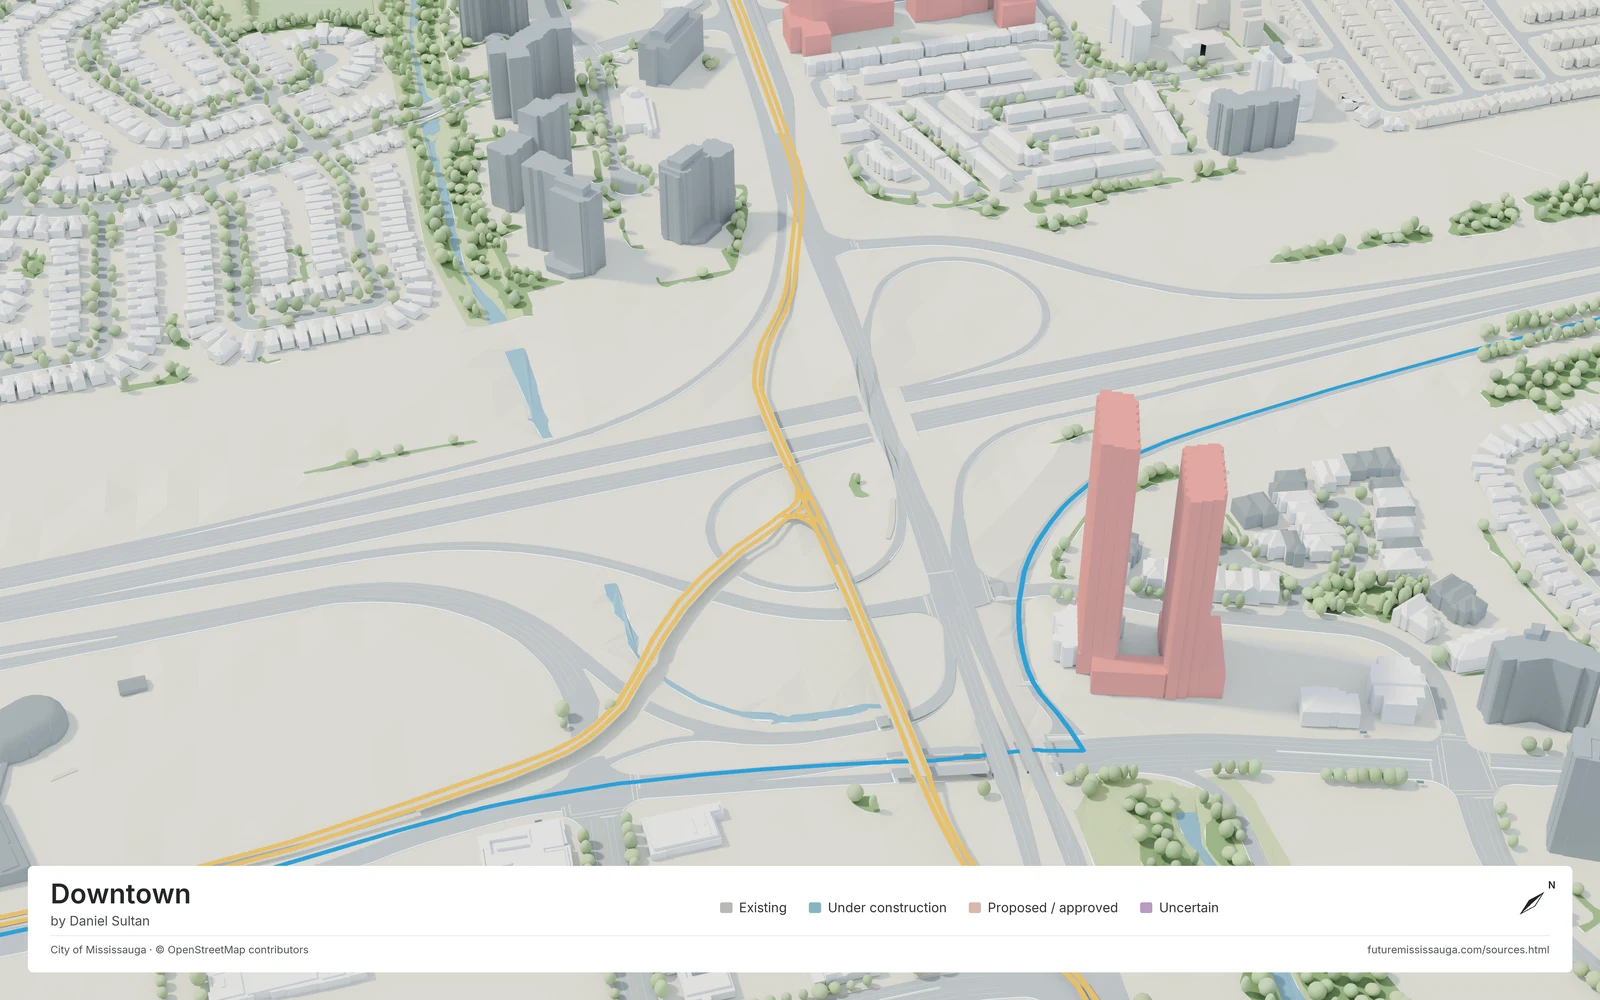 Downtown
by Daniel Sultan
Existing
Under construction
Proposed / approved
Uncertain
N
City of Mississauga · © OpenStreetMap contributors
futuremississauga.com/sources.html